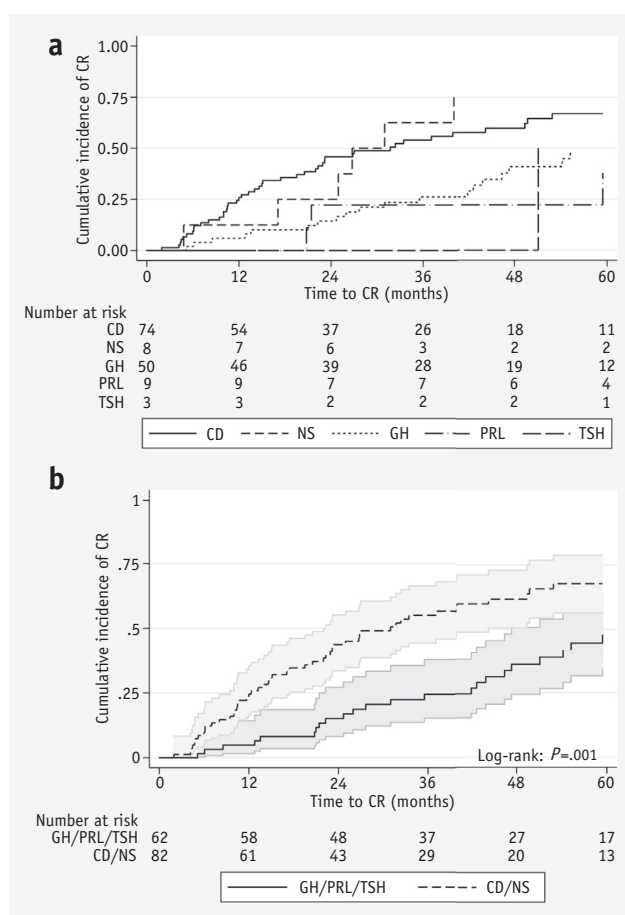 a
Cumulative incidence of CR
1.00
0.75
0.50
0.25
0.00
0 12 24 36 48 60
Time to CR (months)
Number at risk
CD 74 54 37 26 18 11
NS 8 7 6 3 2 2
GH 50 46 39 28 19 12
PRL 9 9 7 7 6 4
TSH 3 3 2 2 2 1
CD NS GH PRL TSH
b
Cumulative incidence of CR
1
.75
.5
.25
0
Log-rank: P=.001
0 12 24 36 48 60
Time to CR (months)
Number at risk
GH/PRL/TSH 62 58 48 37 27 17
CD/NS 82 61 43 29 20 13
GH/PRL/TSH CD/NS